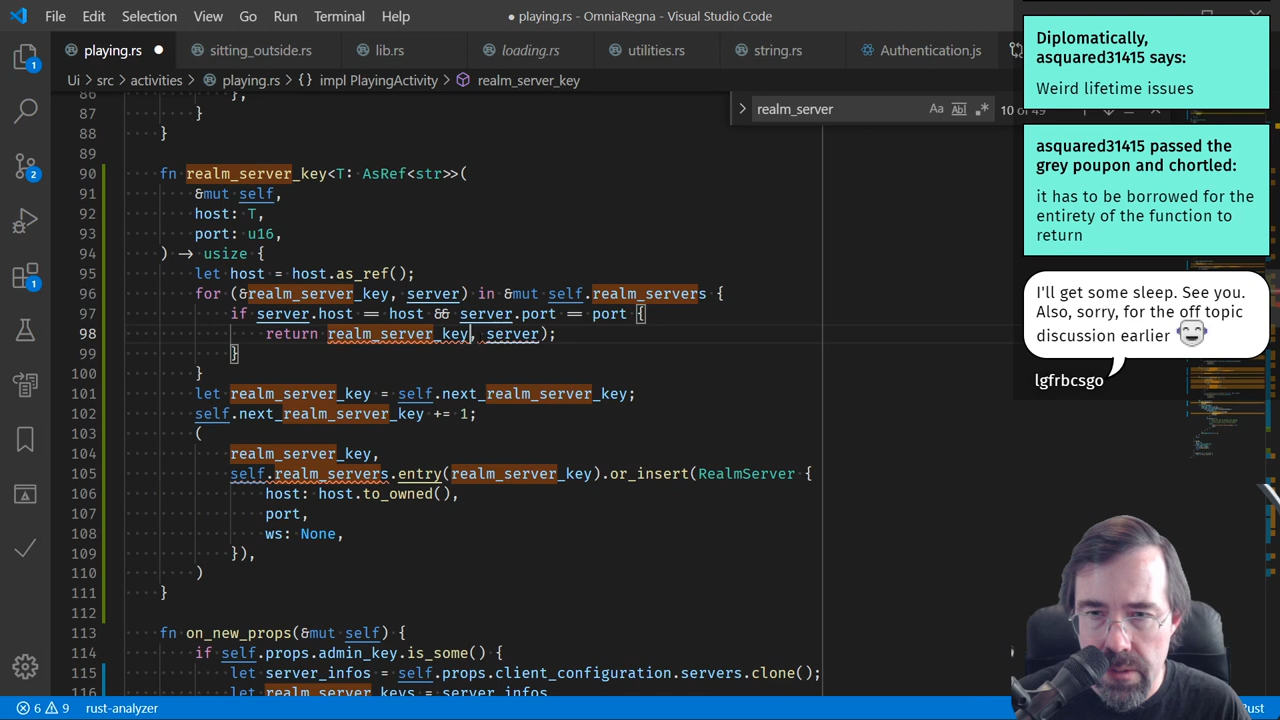 File Edit Selection View Go Run Terminal Help
● playing.rs - OmniaRegna - Visual Studio Code
playing.rs ● sitting_outside.rs lib.rs loading.rs utilities.rs string.rs Authentication.js
Ui > src > activities > playing.rs > {} impl PlayingActivity > realm_server_key
realm_server Aa Abl .* 10 of 49
86 },
87 }
88 }
89
90 fn realm_server_key<T: AsRef<str>>(
91 &mut self,
92 host: T,
93 port: u16,
94 ) → usize {
95 let host = host.as_ref();
96 for (&realm_server_key, server) in &mut self.realm_servers {
97 if server.host == host && server.port == port {
98 return realm_server_key, server);
99 }
100 }
101 let realm_server_key = self.next_realm_server_key;
102 self.next_realm_server_key += 1;
103 (
104 realm_server_key,
105 self.realm_servers.entry(realm_server_key).or_insert(RealmServer {
106 host: host.to_owned(),
107 port,
108 ws: None,
109 }),
110 )
111 }
112
113 fn on_new_props(&mut self) {
114 if self.props.admin_key.is_some() {
115 let server_infos = self.props.client_configuration.servers.clone();
116 let realm_server_keys = server_infos
1
2
1
6 9 rust-analyzer
Rust
Diplomatically,
asquared31415 says:
Weird lifetime issues
asquared31415 passed the
grey poupon and chortled:
it has to be borrowed for the
entirety of the function to
return
I'll get some sleep. See you.
Also, sorry, for the off topic
discussion earlier
lgfrbcsgo